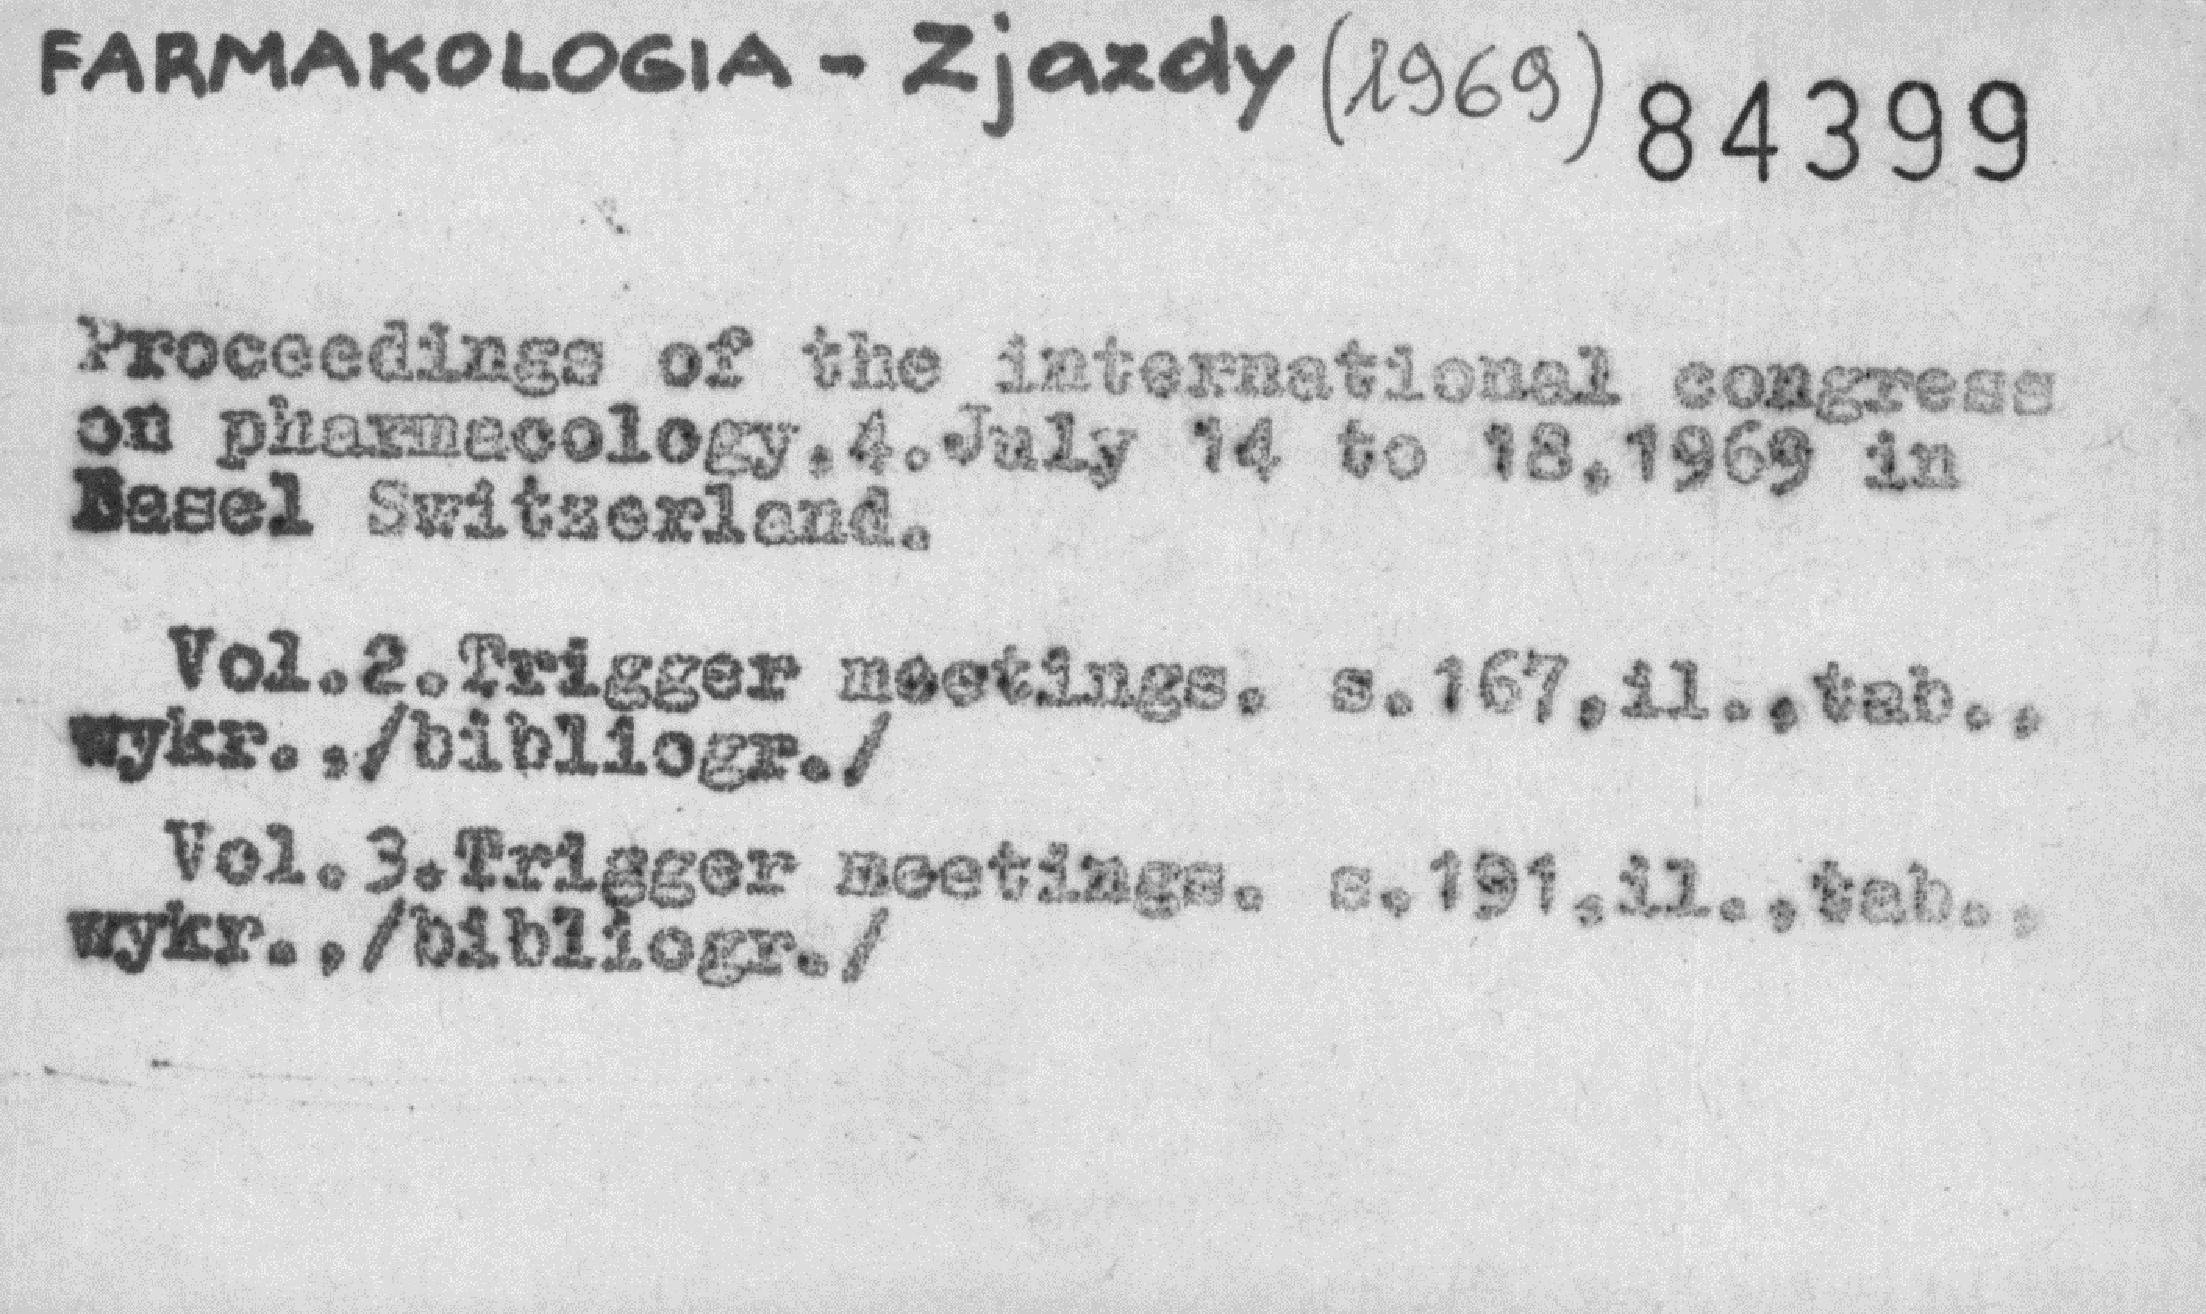 FARMAKOLOGIA - Zjazdy (1969) 84399
Proceedings of the international congress
on pharmacology.4.July 14 to 18.1969 in
Basel Switzerland.
Vol.2.Trigger meetings. s.167,il.,tab.,
wykr.,/bibliogr./
Vol.3.Trigger meetings. s.191,il.,tab.,
wykr.,/bibliogr./